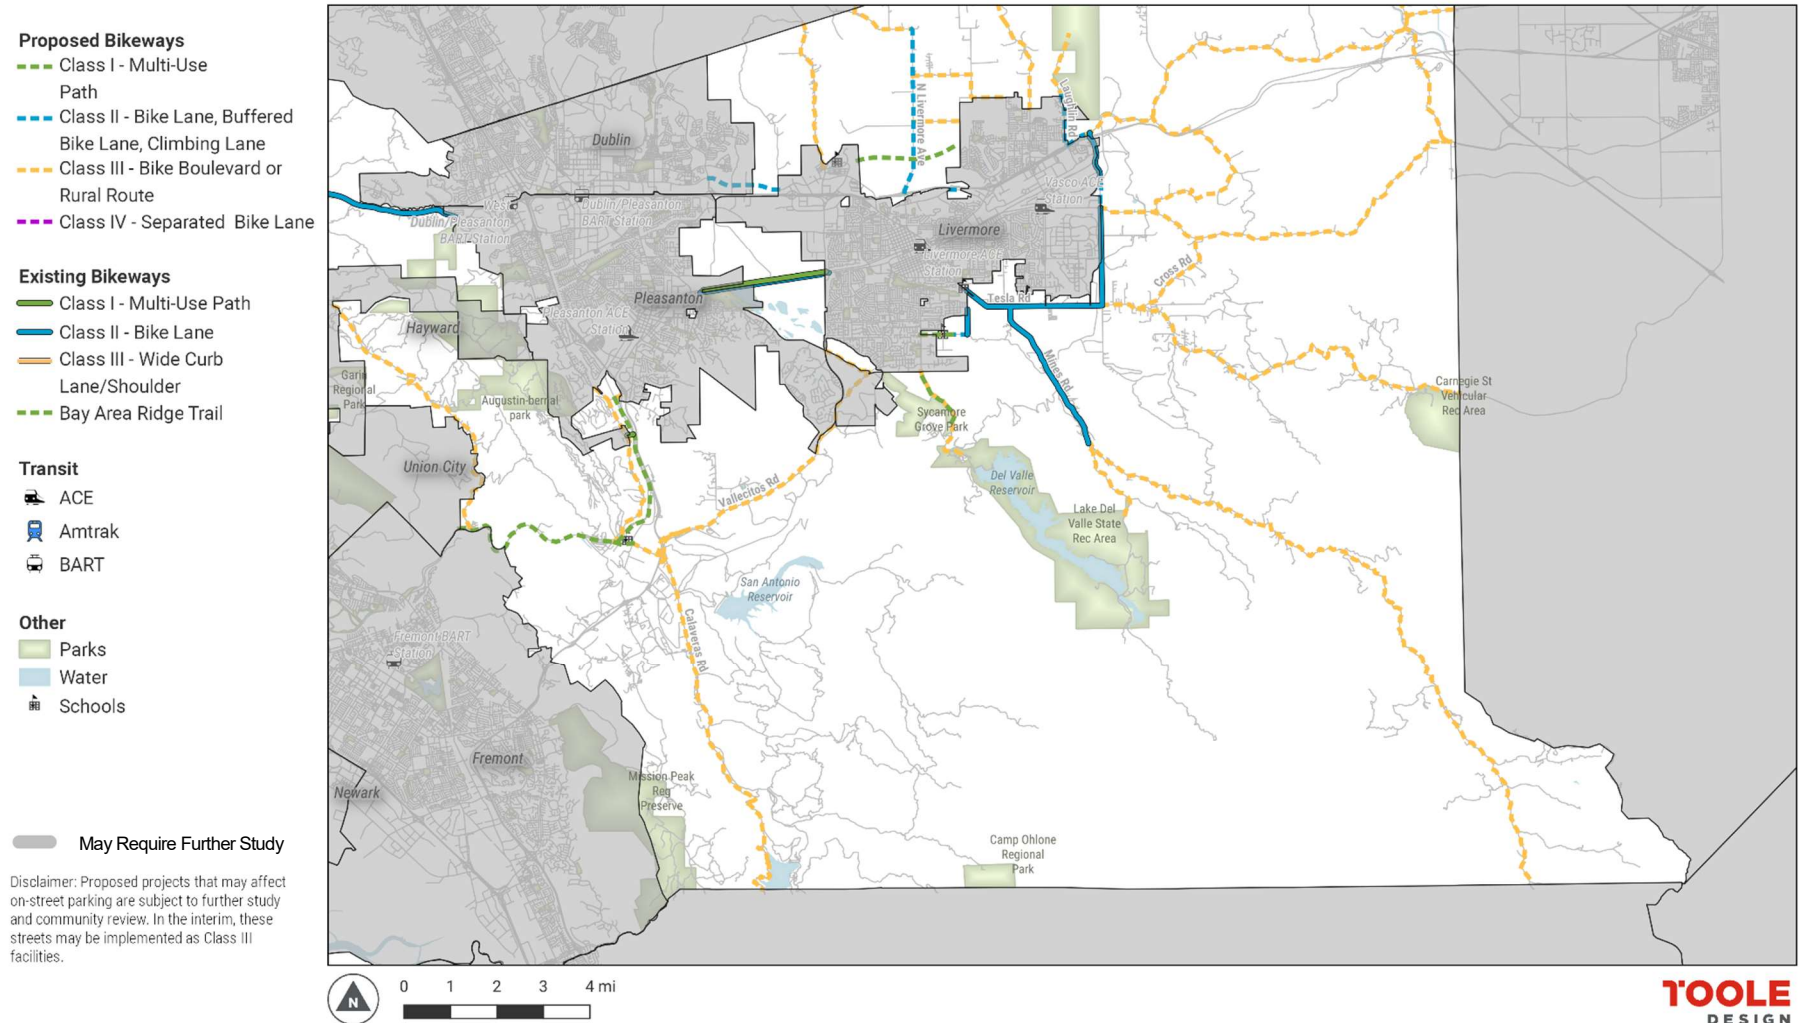 Proposed Bikeways
Class I - Multi-Use
Path
Class II - Bike Lane, Buffered
Bike Lane, Climbing Lane
Class III - Bike Boulevard or
Rural Route
Class IV - Separated Bike Lane
Existing Bikeways
Class I - Multi-Use Path
Class II - Bike Lane
Class III - Wide Curb
Lane/Shoulder
Bay Area Ridge Trail
Transit
ACE
Amtrak
BART
Other
Parks
Water
Schools
May Require Further Study
Disclaimer: Proposed projects that may affect
on-street parking are subject to further study
and community review. In the interim, these
streets may be implemented as Class III
facilities.
Dublin
N Livermore Ave
Laughlin Rd
West
Dublin/Pleasanton
BART Station
Dublin/Pleasanton
BART Station
Vasco ACE
Station
Livermore
Livermore ACE
Station
Cross Rd
Pleasanton
Tesla Rd
Pleasanton ACE
Station
Hayward
Mines Rd
Garin
Regional
Park
Augustin-bernal
park
Sycamore
Grove Park
Carnegie St
Vehicular
Rec Area
Union City
Vallecitos Rd
Del Valle
Reservoir
Lake Del
Valle State
Rec Area
San Antonio
Reservoir
Calaveras Rd
Fremont BART
Station
Fremont
Newark
Mission Peak
Reg
Preserve
Camp Ohlone
Regional
Park
N
0 1 2 3 4 mi
TOOLE
DESIGN